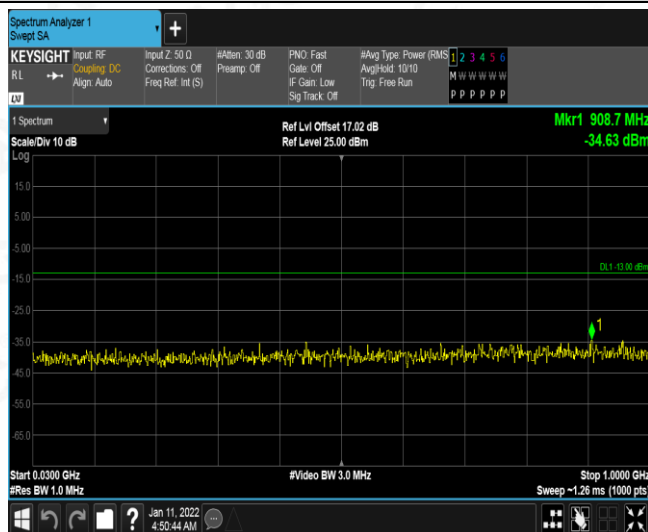 Spectrum Analyzer 1
Swept SA
+
KEYSIGHT
RL
LXI
Input: RF
Coupling: DC
Align: Auto
Input Z: 50 Ω
Corrections: Off
Freq Ref: Int (S)
#Atten: 30 dB
Preamp: Off
PNO: Fast
Gate: Off
IF Gain: Low
Sig Track: Off
#Avg Type: Power (RMS
Avg|Hold: 10/10
Trig: Free Run
1 2 3 4 5 6
M W W W W W
P P P P P P
1 Spectrum
Scale/Div 10 dB
Log
Ref Lvl Offset 17.02 dB
Ref Level 25.00 dBm
Mkr1 908.7 MHz
-34.63 dBm
15.0
5.00
-5.00
-15.0
-25.0
-35.0
-45.0
-55.0
-65.0
DL1 -13.00 dBm
1
Start 0.0300 GHz
#Res BW 1.0 MHz
#Video BW 3.0 MHz
Stop 1.0000 GHz
Sweep ~1.26 ms (1000 pts)
?
Jan 11, 2022
4:50:44 AM